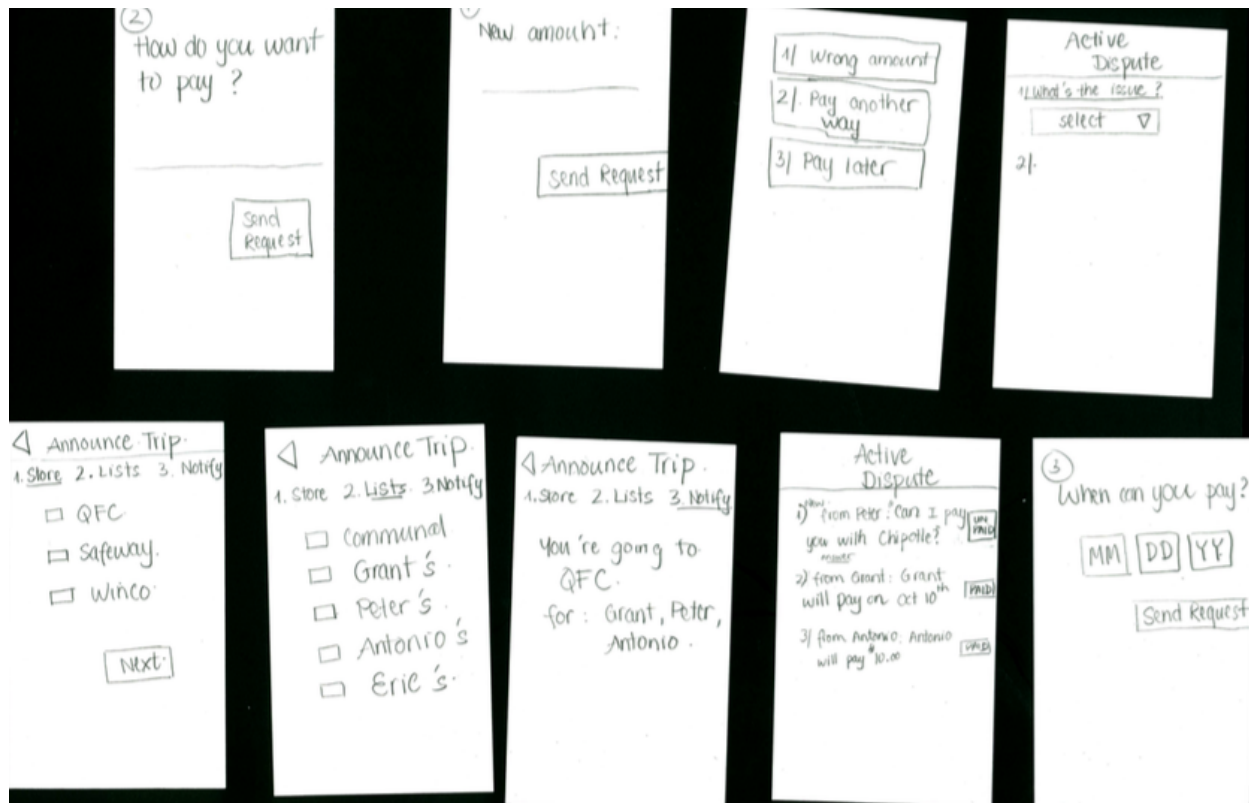 ②
How do you want
to pay ?
Send
Request
New amount:
Send Request
1/ Wrong amount
2/. Pay another
way
3/ Pay later
Active
Dispute
1/. What's the issue ?
select ▽
2/.
◁ Announce Trip.
1. Store 2. Lists 3. Notify
QFC
Safeway.
Winco.
Next.
◁ Announce Trip.
1. Store 2. Lists 3. Notify
Communal.
Grant's.
Peter's.
Antonio's
Eric's.
◁ Announce Trip.
1. Store 2. Lists 3. Notify
You're going to
QFC.
for : Grant, Peter,
Antonio.
Active
Dispute
1) from Peter: "Can I pay
you with Chipotle?
UN
PAID
2) from Grant: Grant
will pay on Oct 10th
PAID
3/ from Antonio: Antonio
will pay $10.00
③
When can you pay?
MM DD YY
Send Request